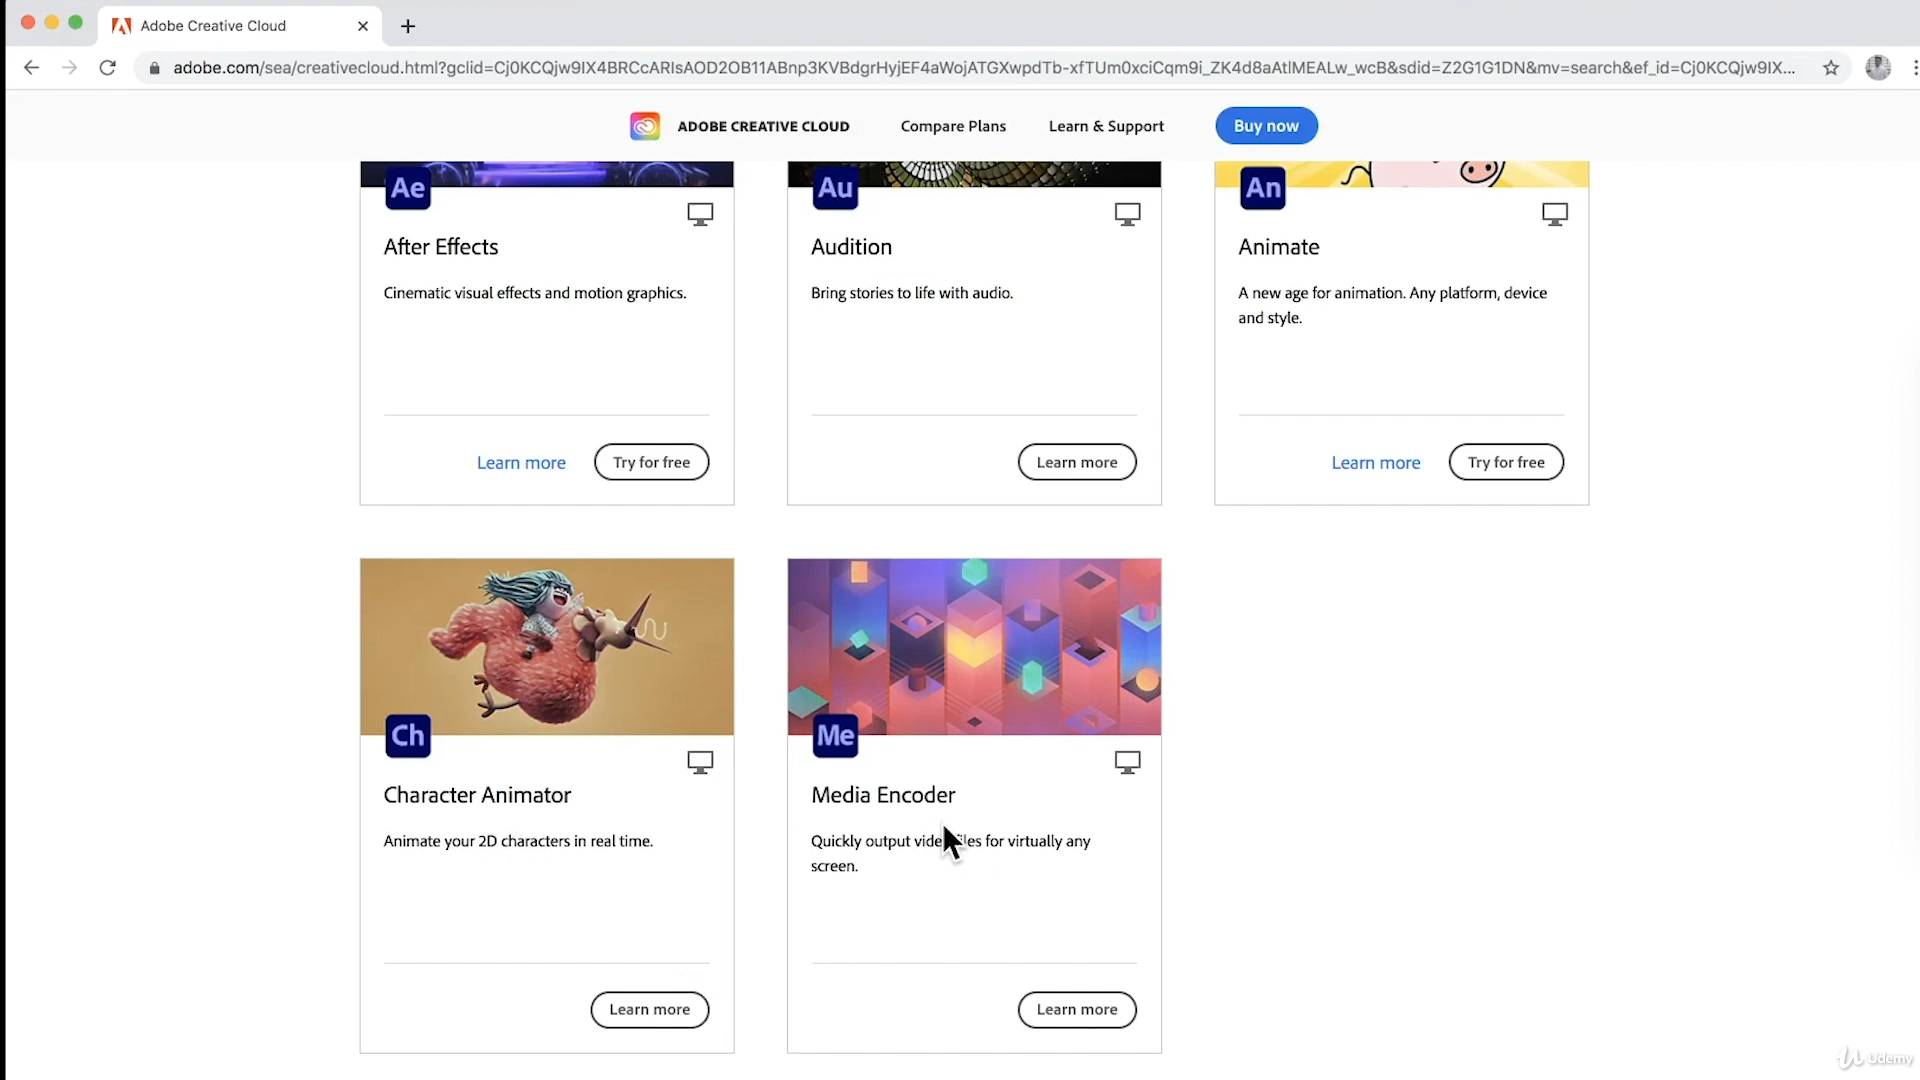 Adobe Creative Cloud
adobe.com/sea/creativecloud.html?gclid=Cj0KCQjw9IX4BRCcARIsAOD2OB11ABnp3KVBdgrHyjEF4aWojATGXwpdTb-xfTUm0xciCqm9i_ZK4d8aAtlMEALw_wcB&sdid=Z2G1G1DN&mv=search&ef_id=Cj0KCQjw9IX...
ADOBE CREATIVE CLOUD Compare Plans Learn & Support Buy now
Ae Au An
After Effects Audition Animate
Cinematic visual effects and motion graphics. Bring stories to life with audio. A new age for animation. Any platform, device
and style.
Learn more Try for free Learn more Learn more Try for free
Ch Me
Character Animator Media Encoder
Animate your 2D characters in real time. Quickly output video files for virtually any
screen.
Learn more Learn more
Udemy